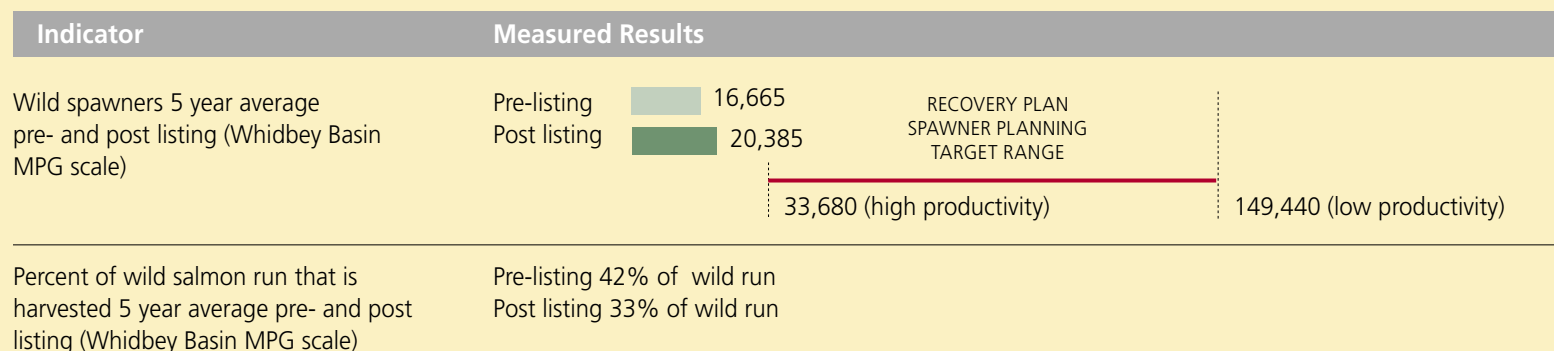 Indicator
Measured Results
Wild spawners 5 year average
pre- and post listing (Whidbey Basin
MPG scale)
Pre-listing
16,665
Post listing
20,385
RECOVERY PLAN
SPAWNER PLANNING
TARGET RANGE
33,680 (high productivity)
149,440 (low productivity)
Percent of wild salmon run that is
harvested 5 year average pre- and post
listing (Whidbey Basin MPG scale)
Pre-listing 42% of wild run
Post listing 33% of wild run